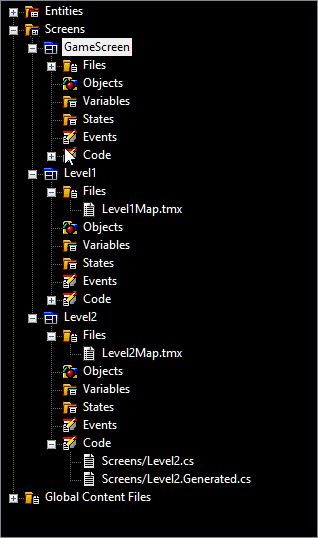 Entities
Screens
GameScreen
Files
Objects
Variables
States
Events
Code
Level1
Files
Level1Map.tmx
Objects
Variables
States
Events
Code
Level2
Files
Level2Map.tmx
Objects
Variables
States
Events
Code
Screens/Level2.cs
Screens/Level2.Generated.cs
Global Content Files